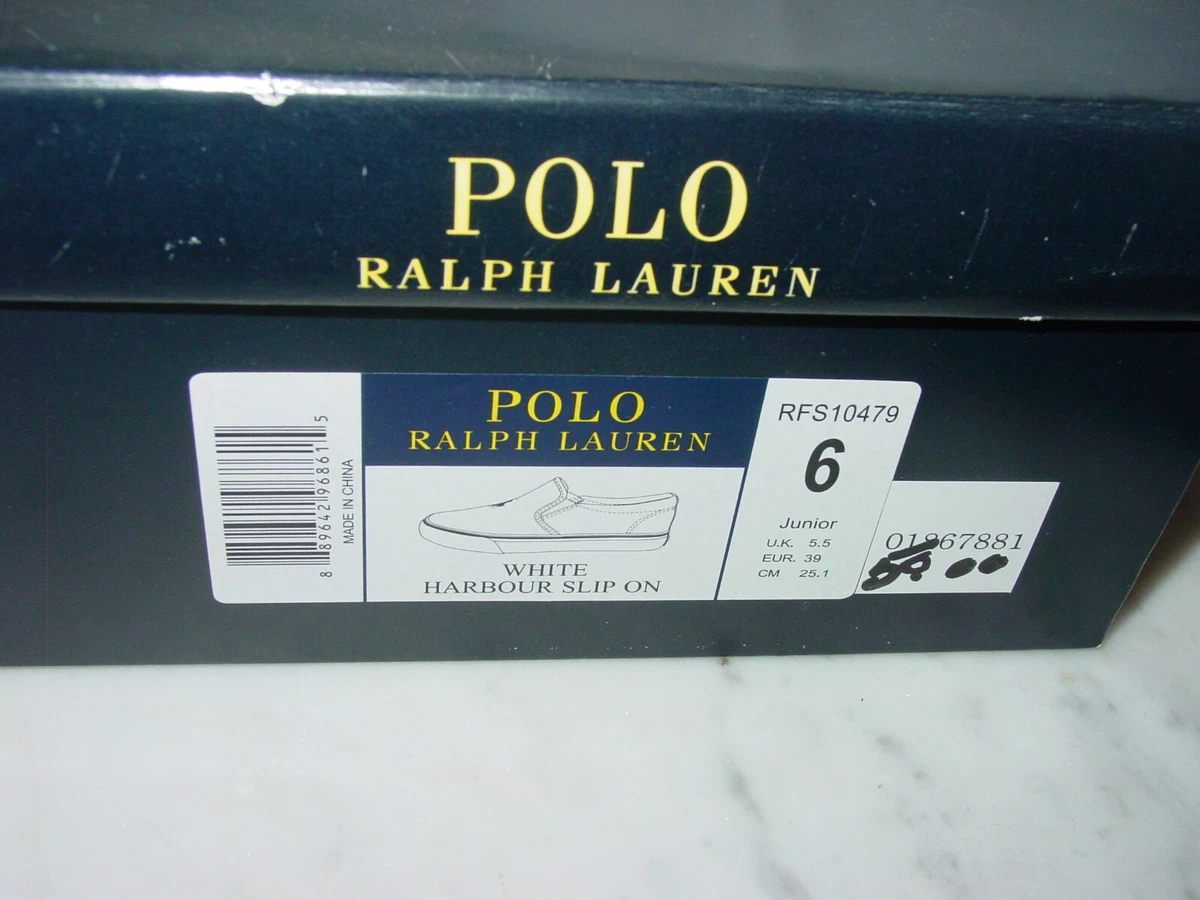 POLO
RALPH LAUREN
8 89642 96861 5
MADE IN CHINA
POLO
RALPH LAUREN
WHITE
HARBOUR SLIP ON
RFS10479
6
Junior
U.K. 5.5
EUR. 39
CM 25.1
01867881